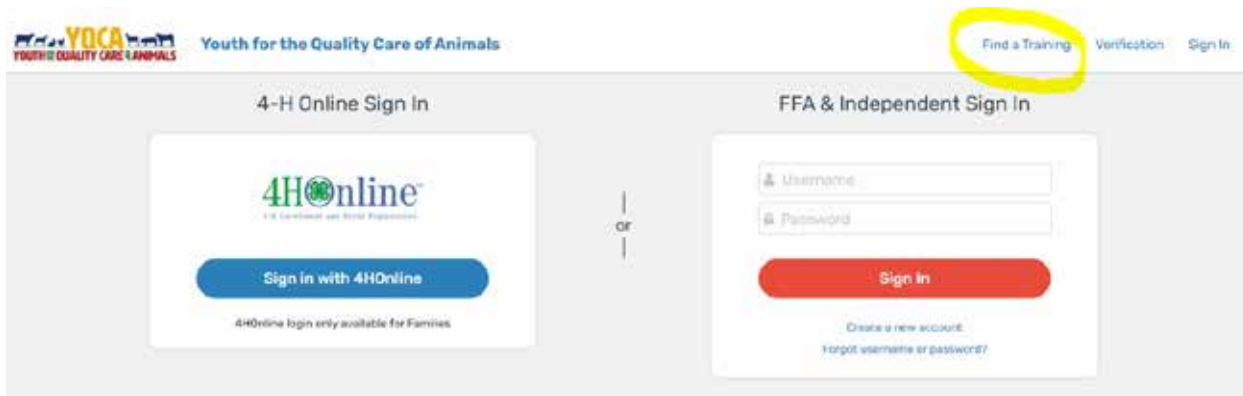 YQCA
YOUTH FOR THE QUALITY CARE OF ANIMALS
Youth for the Quality Care of Animals
Find a Training
Verification
Sign In
4-H Online Sign In
4HOnline
Sign in with 4HOnline
4HOnline login only available for Families
or
FFA & Independent Sign In
Username
Password
Sign In
Create a new account
Forgot username or password?